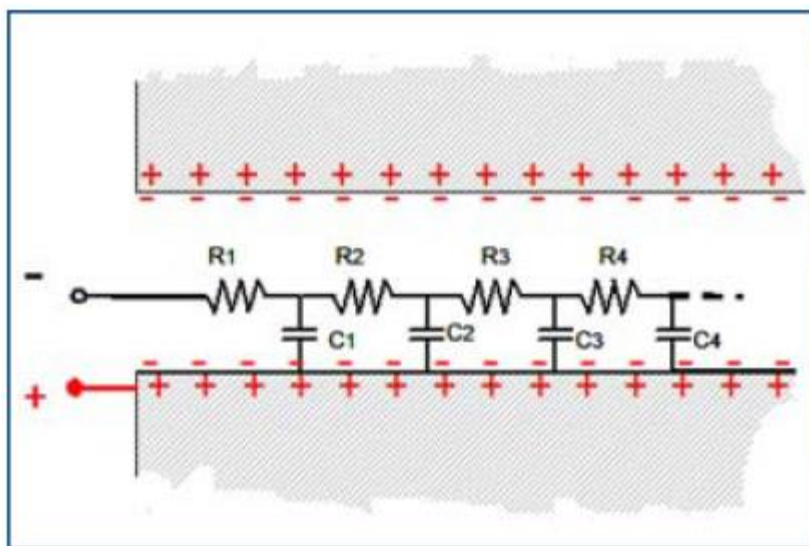 + + + + + + + + + + + + + +
- - - - - - - - - - - - - -
R1 R2 R3 R4
-
C1 C2 C3 C4
- - - - - - - - - - - - -
+ + + + + + + + + + + + + +
+